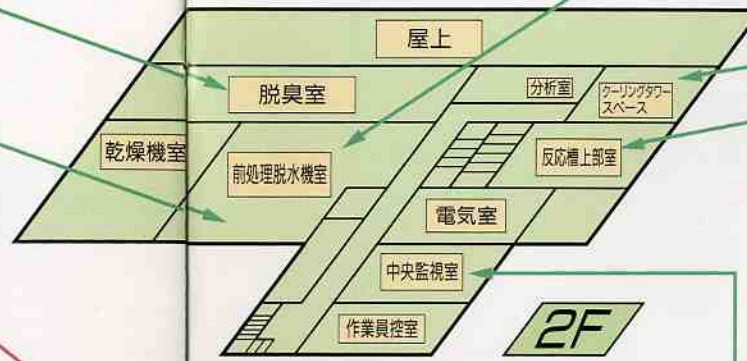 屋上
脱臭室
分析室
クーリングタワー
スペース
乾燥機室
前処理脱水機室
反応槽上部室
電気室
中央監視室
作業員控室
2F